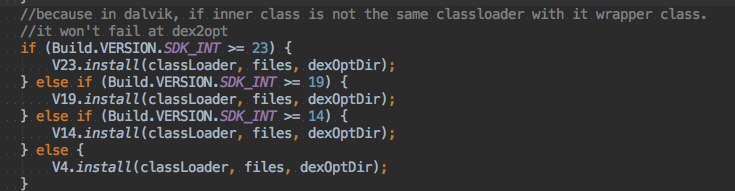 //because in dalvik, if inner class is not the same classloader with it wrapper class.
//it won't fail at dex2opt
if (Build.VERSION.SDK_INT >= 23) {
V23.install(classLoader, files, dexOptDir);
} else if (Build.VERSION.SDK_INT >= 19) {
V19.install(classLoader, files, dexOptDir);
} else if (Build.VERSION.SDK_INT >= 14) {
V14.install(classLoader, files, dexOptDir);
} else {
V4.install(classLoader, files, dexOptDir);
}